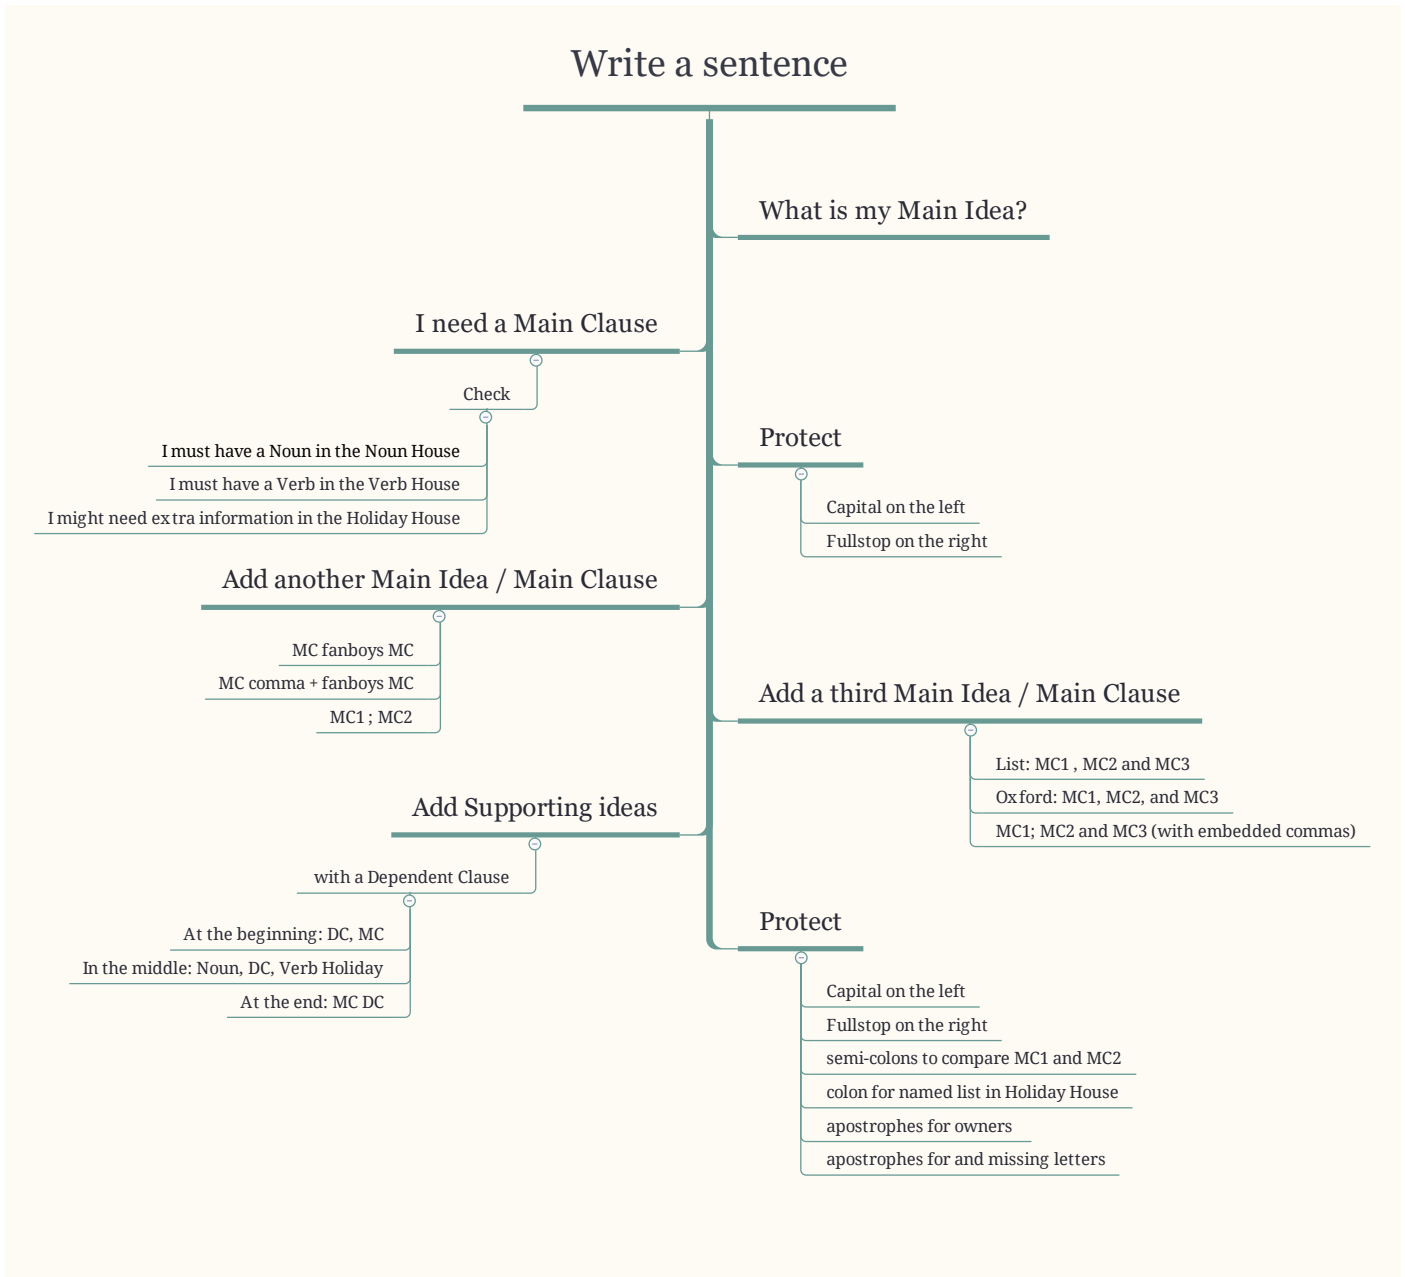 Write a sentence
What is my Main Idea?
I need a Main Clause
Check
I must have a Noun in the Noun House
I must have a Verb in the Verb House
I might need extra information in the Holiday House
Protect
Capital on the left
Fullstop on the right
Add another Main Idea / Main Clause
MC fanboys MC
MC comma + fanboys MC
MC1 ; MC2
Add a third Main Idea / Main Clause
List: MC1 , MC2 and MC3
Oxford: MC1, MC2, and MC3
MC1; MC2 and MC3 (with embedded commas)
Add Supporting ideas
with a Dependent Clause
At the beginning: DC, MC
In the middle: Noun, DC, Verb Holiday
At the end: MC DC
Protect
Capital on the left
Fullstop on the right
semi-colons to compare MC1 and MC2
colon for named list in Holiday House
apostrophes for owners
apostrophes for and missing letters